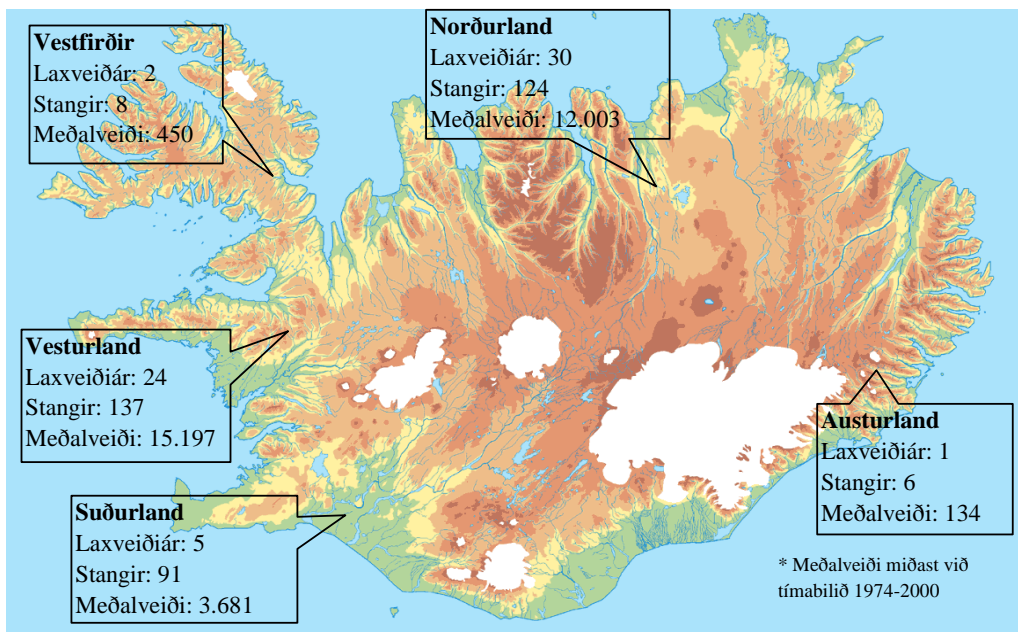 Vestfirðir
Laxveiðár: 2
Stangir: 8
Meðalveiði: 450
Norðurland
Laxveiðiár: 30
Stangir: 124
Meðalveiði: 12.003
Vesturland
Laxveiðiár: 24
Stangir: 137
Meðalveiði: 15.197
Austurland
Laxveiðiár: 1
Stangir: 6
Meðalveiði: 134
Suðurland
Laxveiðiár: 5
Stangir: 91
Meðalveiði: 3.681
* Meðalveiði miðast við
tímabilið 1974-2000